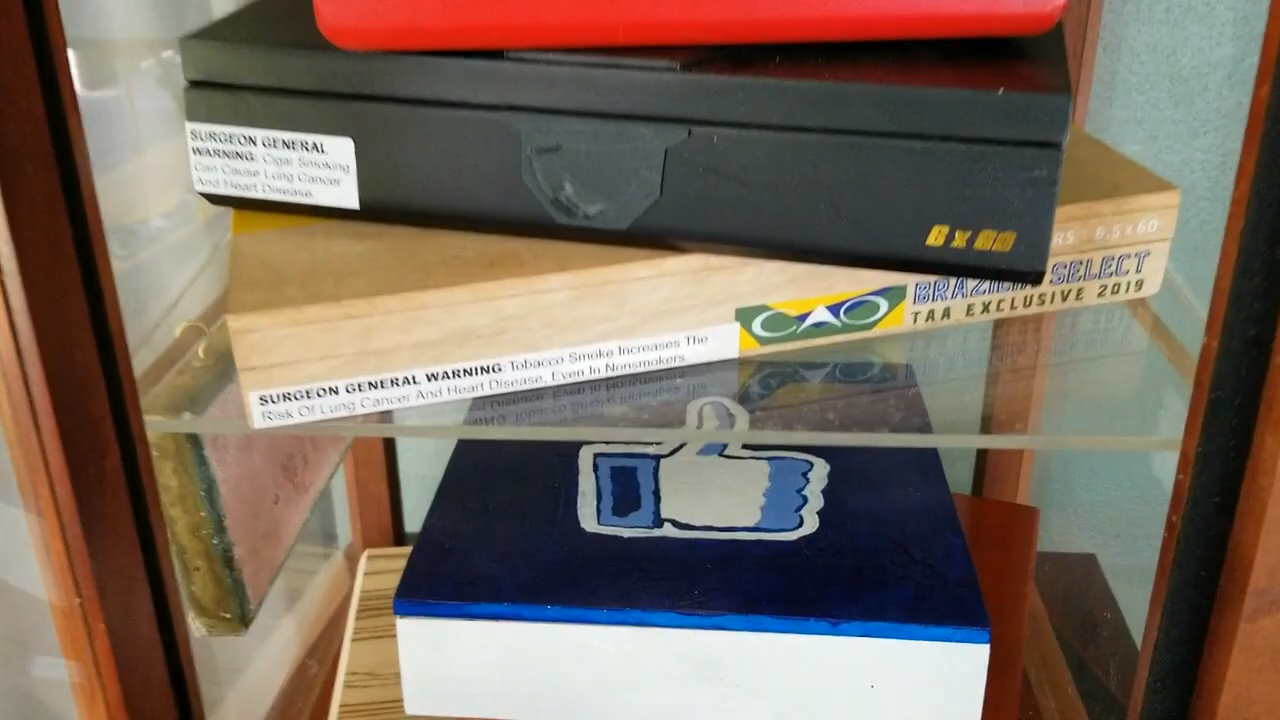 SURGEON GENERAL
WARNING: Cigar Smoking
Can Cause Lung Cancer
And Heart Disease.
6 x 60
RS : 6.5 x 60
CAO
BRAZILIA SELECT
TAA EXCLUSIVE 2019
SURGEON GENERAL WARNING: Tobacco Smoke Increases The
Risk Of Lung Cancer And Heart Disease, Even In Nonsmokers.